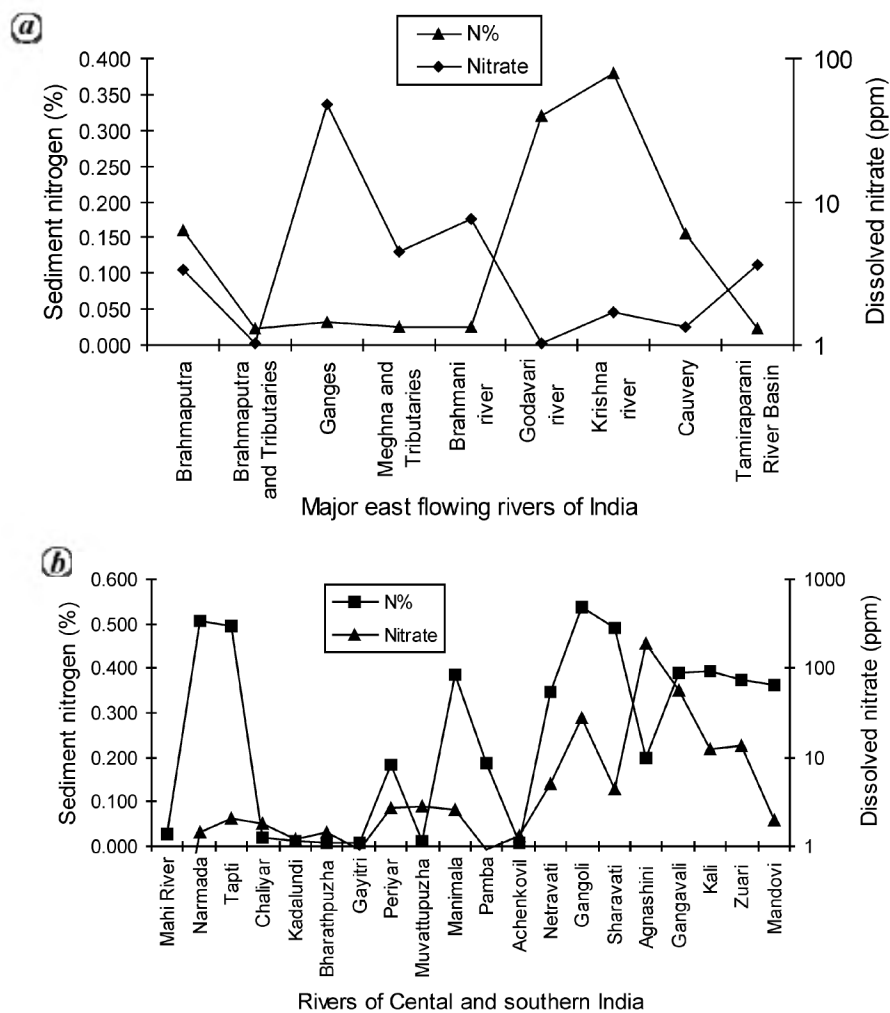 a
N%
Nitrate
Sediment nitrogen (%)
0.400
0.350
0.300
0.250
0.200
0.150
0.100
0.050
0.000
100
10
1
Dissolved nitrate (ppm)
Brahmaputra
Brahmaputra
and Tributaries
Ganges
Meghna and
Tributaries
Brahmani
river
Godavari
river
Krishna
river
Cauvery
Tamiraparani
River Basin
Major east flowing rivers of India
b
N%
Nitrate
Sediment nitrogen (%)
0.600
0.500
0.400
0.300
0.200
0.100
0.000
1000
100
10
1
Dissolved nitrate (ppm)
Mahi River
Narmada
Tapti
Chaliyar
Kadalundi
Bharathpuzha
Gayitri
Periyar
Muvattupuzha
Manimala
Pamba
Achenkovil
Netravati
Gangoli
Sharavati
Agnashini
Gangavali
Kali
Zuari
Mandovi
Rivers of Cental and southern India